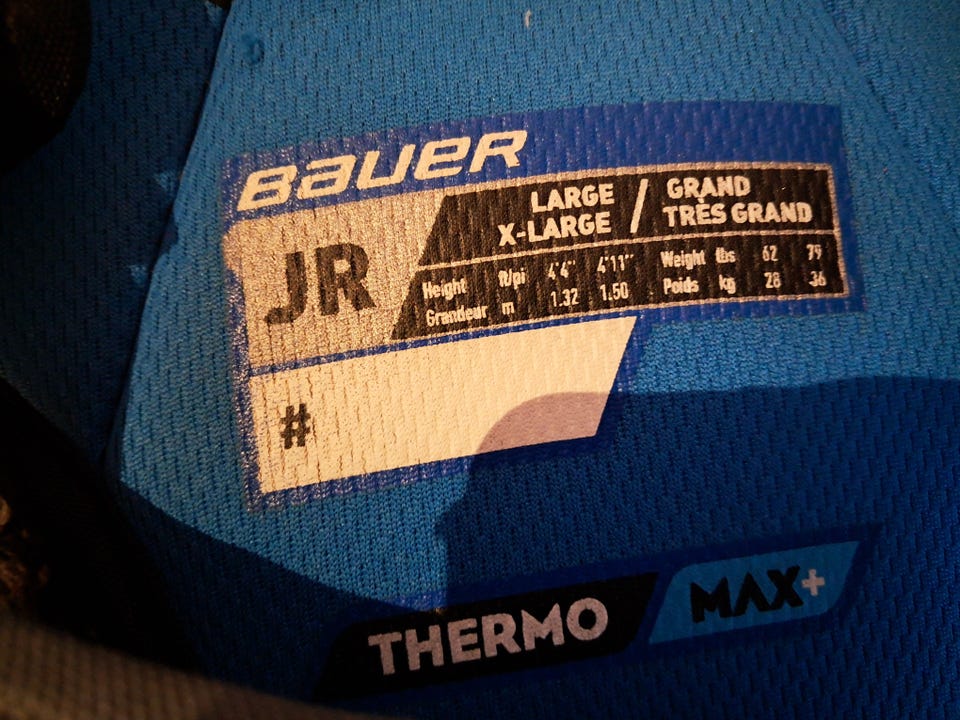 BAUER
JR
LARGE / GRAND
X-LARGE TRÈS GRAND
Height ft/pi 4'4" 4'11" Weight lbs 62 79
Grandeur m 1.32 1.50 Poids kg 28 36
#
THERMO MAX+